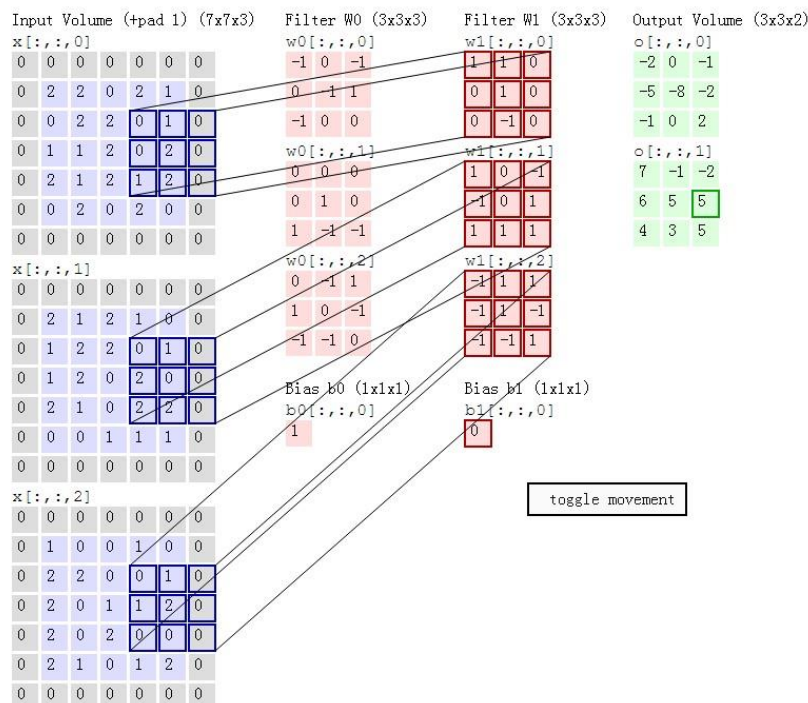 Input Volume (+pad 1) (7x7x3)
x[:,:,0]
0 0 0 0 0 0 0
0 2 2 0 2 1 0
0 0 2 2 0 1 0
0 1 1 2 0 2 0
0 2 1 2 1 2 0
0 0 2 0 2 0 0
0 0 0 0 0 0 0
x[:,:,1]
0 0 0 0 0 0 0
0 2 1 2 1 0 0
0 1 2 2 0 1 0
0 1 2 0 2 0 0
0 2 1 0 2 2 0
0 0 0 1 1 1 0
0 0 0 0 0 0 0
x[:,:,2]
0 0 0 0 0 0 0
0 1 0 0 1 0 0
0 2 2 0 0 1 0
0 2 0 1 1 2 0
0 2 0 2 0 0 0
0 2 1 0 1 2 0
0 0 0 0 0 0 0
Filter W0 (3x3x3)
w0[:,:,0]
-1 0 -1
0 -1 1
-1 0 0
w0[:,:,1]
0 0 0
0 1 0
1 -1 -1
w0[:,:,2]
0 -1 1
1 0 -1
-1 -1 0
Bias b0 (1x1x1)
b0[:,:,0]
1
Filter W1 (3x3x3)
w1[:,:,0]
1 1 0
0 1 0
0 -1 0
w1[:,:,1]
1 0 -1
-1 0 1
1 1 1
w1[:,:,2]
-1 1 1
-1 1 -1
-1 -1 1
Bias b1 (1x1x1)
b1[:,:,0]
0
Output Volume (3x3x2)
o[:,:,0]
-2 0 -1
-5 -8 -2
-1 0 2
o[:,:,1]
7 -1 -2
6 5 5
4 3 5
toggle movement